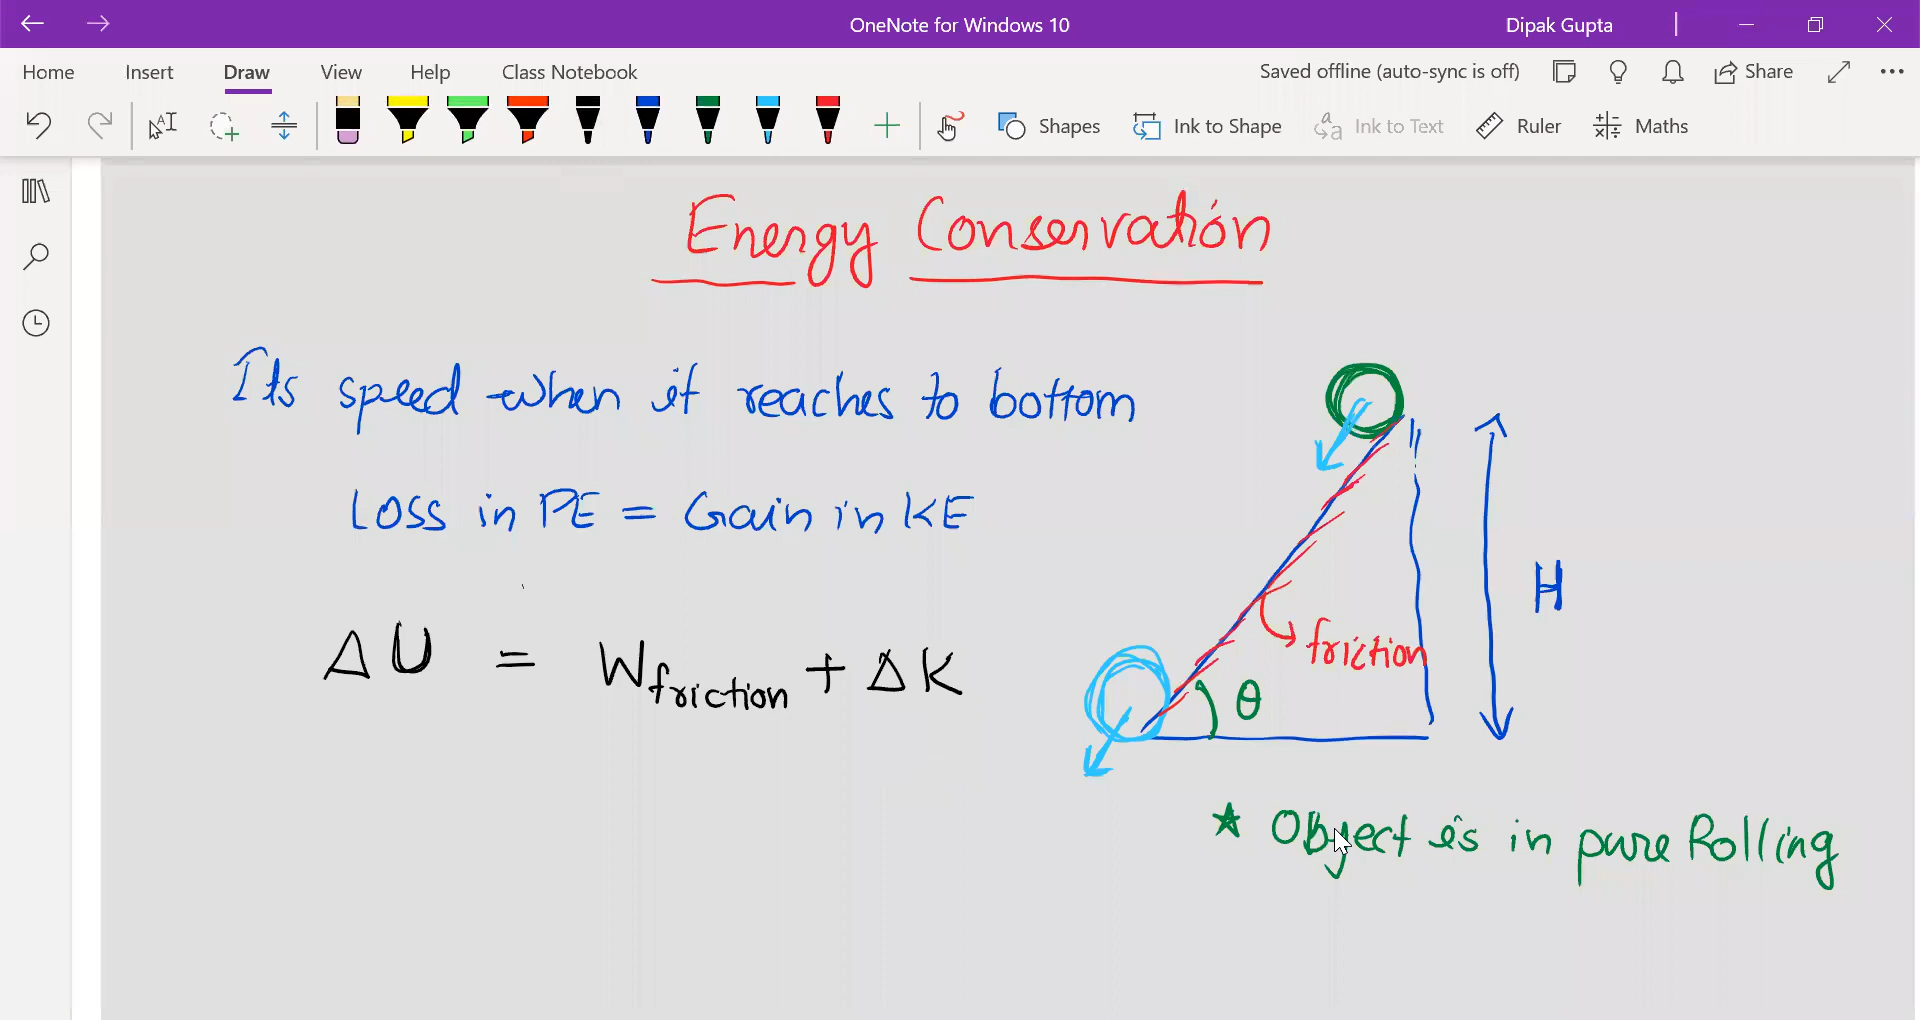 OneNote for Windows 10
Dipak Gupta
Home Insert Draw View Help Class Notebook
Saved offline (auto-sync is off) Share
Shapes Ink to Shape Ink to Text Ruler Maths
Energy Conservation
Its speed when it reaches to bottom
Loss in PE = Gain in KE
ΔU = Wfriction + ΔK
H
friction
θ
★ Object is in pure Rolling